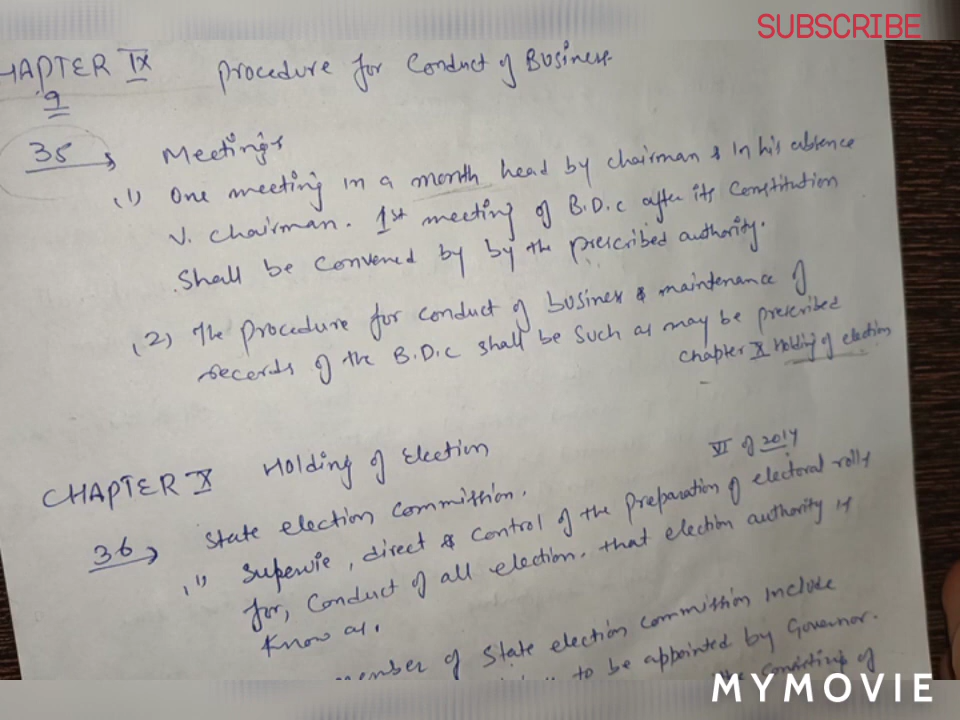 SUBSCRIBE
HAPTER IX Procedure for Conduct of Business
9
35 Meetings
(1) One meeting in a month head by chairman & in his absence
V. chairman. 1st meeting of B.D.C after its Constitution
Shall be Convened by by the prescribed authority.
(2) The Procedure for conduct of busines & maintenance of
records of the B.D.C shall be Such as may be prescribed
Chapter X Holding of election
CHAPTER X Holding of Election
VI of 2014
36 State election commission.
(1) Supervie, direct & Control of the preparation of electoral rolls
for, Conduct of all election. that election authority is
Know as.
member of State election commission Include
to be appointed by Governor.
the consisting of
MYMOVIE